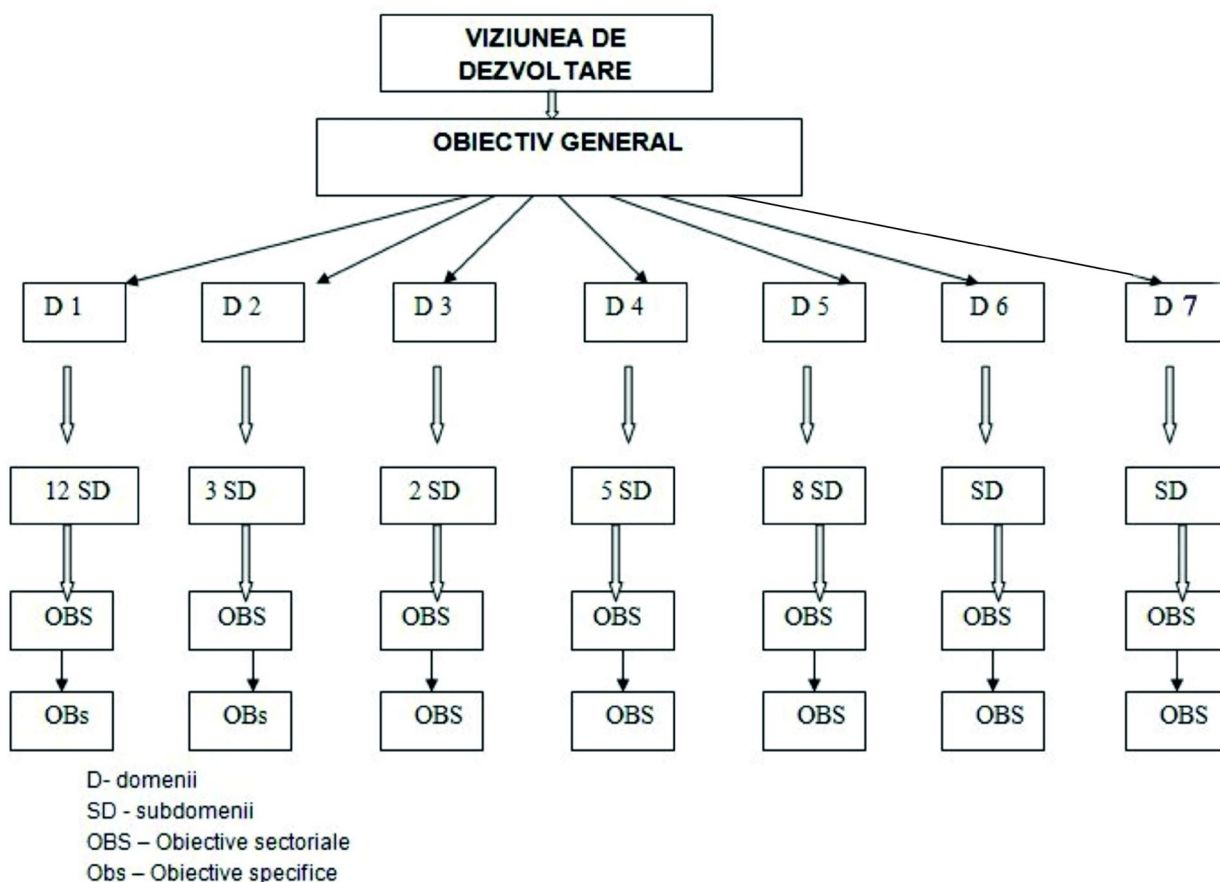 VIZIUNEA DE
DEZVOLTARE
OBIECTIV GENERAL
D 1
D 2
D 3
D 4
D 5
D 6
D 7
12 SD
3 SD
2 SD
5 SD
8 SD
SD
SD
OBS
OBS
OBS
OBS
OBS
OBS
OBS
OBs
OBs
OBS
OBS
OBS
OBS
OBS
D- domenii
SD - subdomenii
OBS – Obiective sectoriale
Obs – Obiective specifice